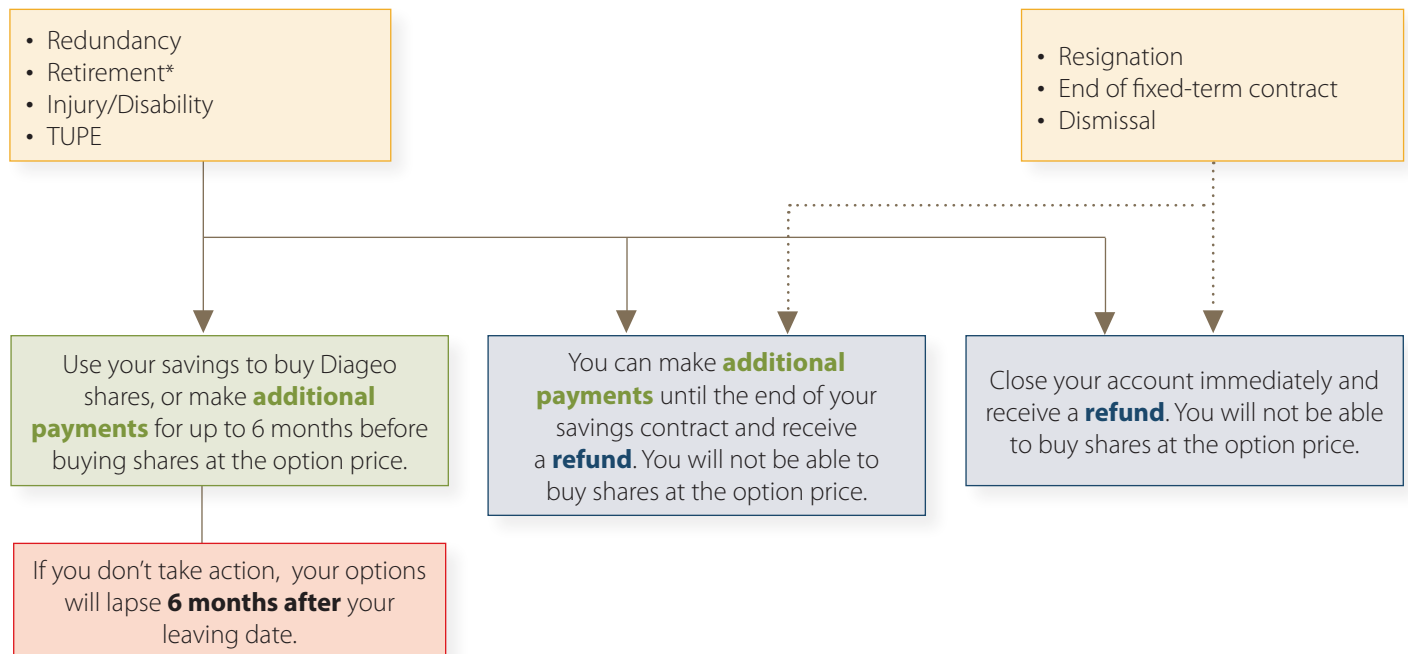 • Redundancy
• Retirement*
• Injury/Disability
• TUPE
• Resignation
• End of fixed-term contract
• Dismissal
Use your savings to buy Diageo
shares, or make additional
payments for up to 6 months before
buying shares at the option price.
You can make additional
payments until the end of your
savings contract and receive
a refund. You will not be able to
buy shares at the option price.
Close your account immediately and
receive a refund. You will not be able
to buy shares at the option price.
If you don't take action, your options
will lapse 6 months after your
leaving date.